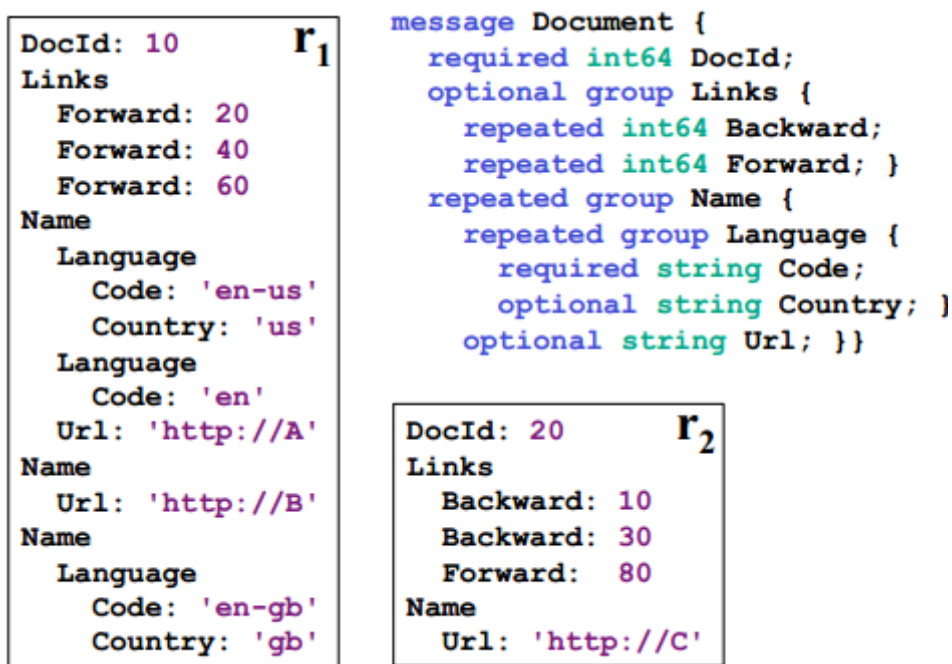 DocId: 10 r1
Links
Forward: 20
Forward: 40
Forward: 60
Name
Language
Code: 'en-us'
Country: 'us'
Language
Code: 'en'
Url: 'http://A'
Name
Url: 'http://B'
Name
Language
Code: 'en-gb'
Country: 'gb'
message Document {
required int64 DocId;
optional group Links {
repeated int64 Backward;
repeated int64 Forward; }
repeated group Name {
repeated group Language {
required string Code;
optional string Country; }
optional string Url; }}
DocId: 20 r2
Links
Backward: 10
Backward: 30
Forward: 80
Name
Url: 'http://C'